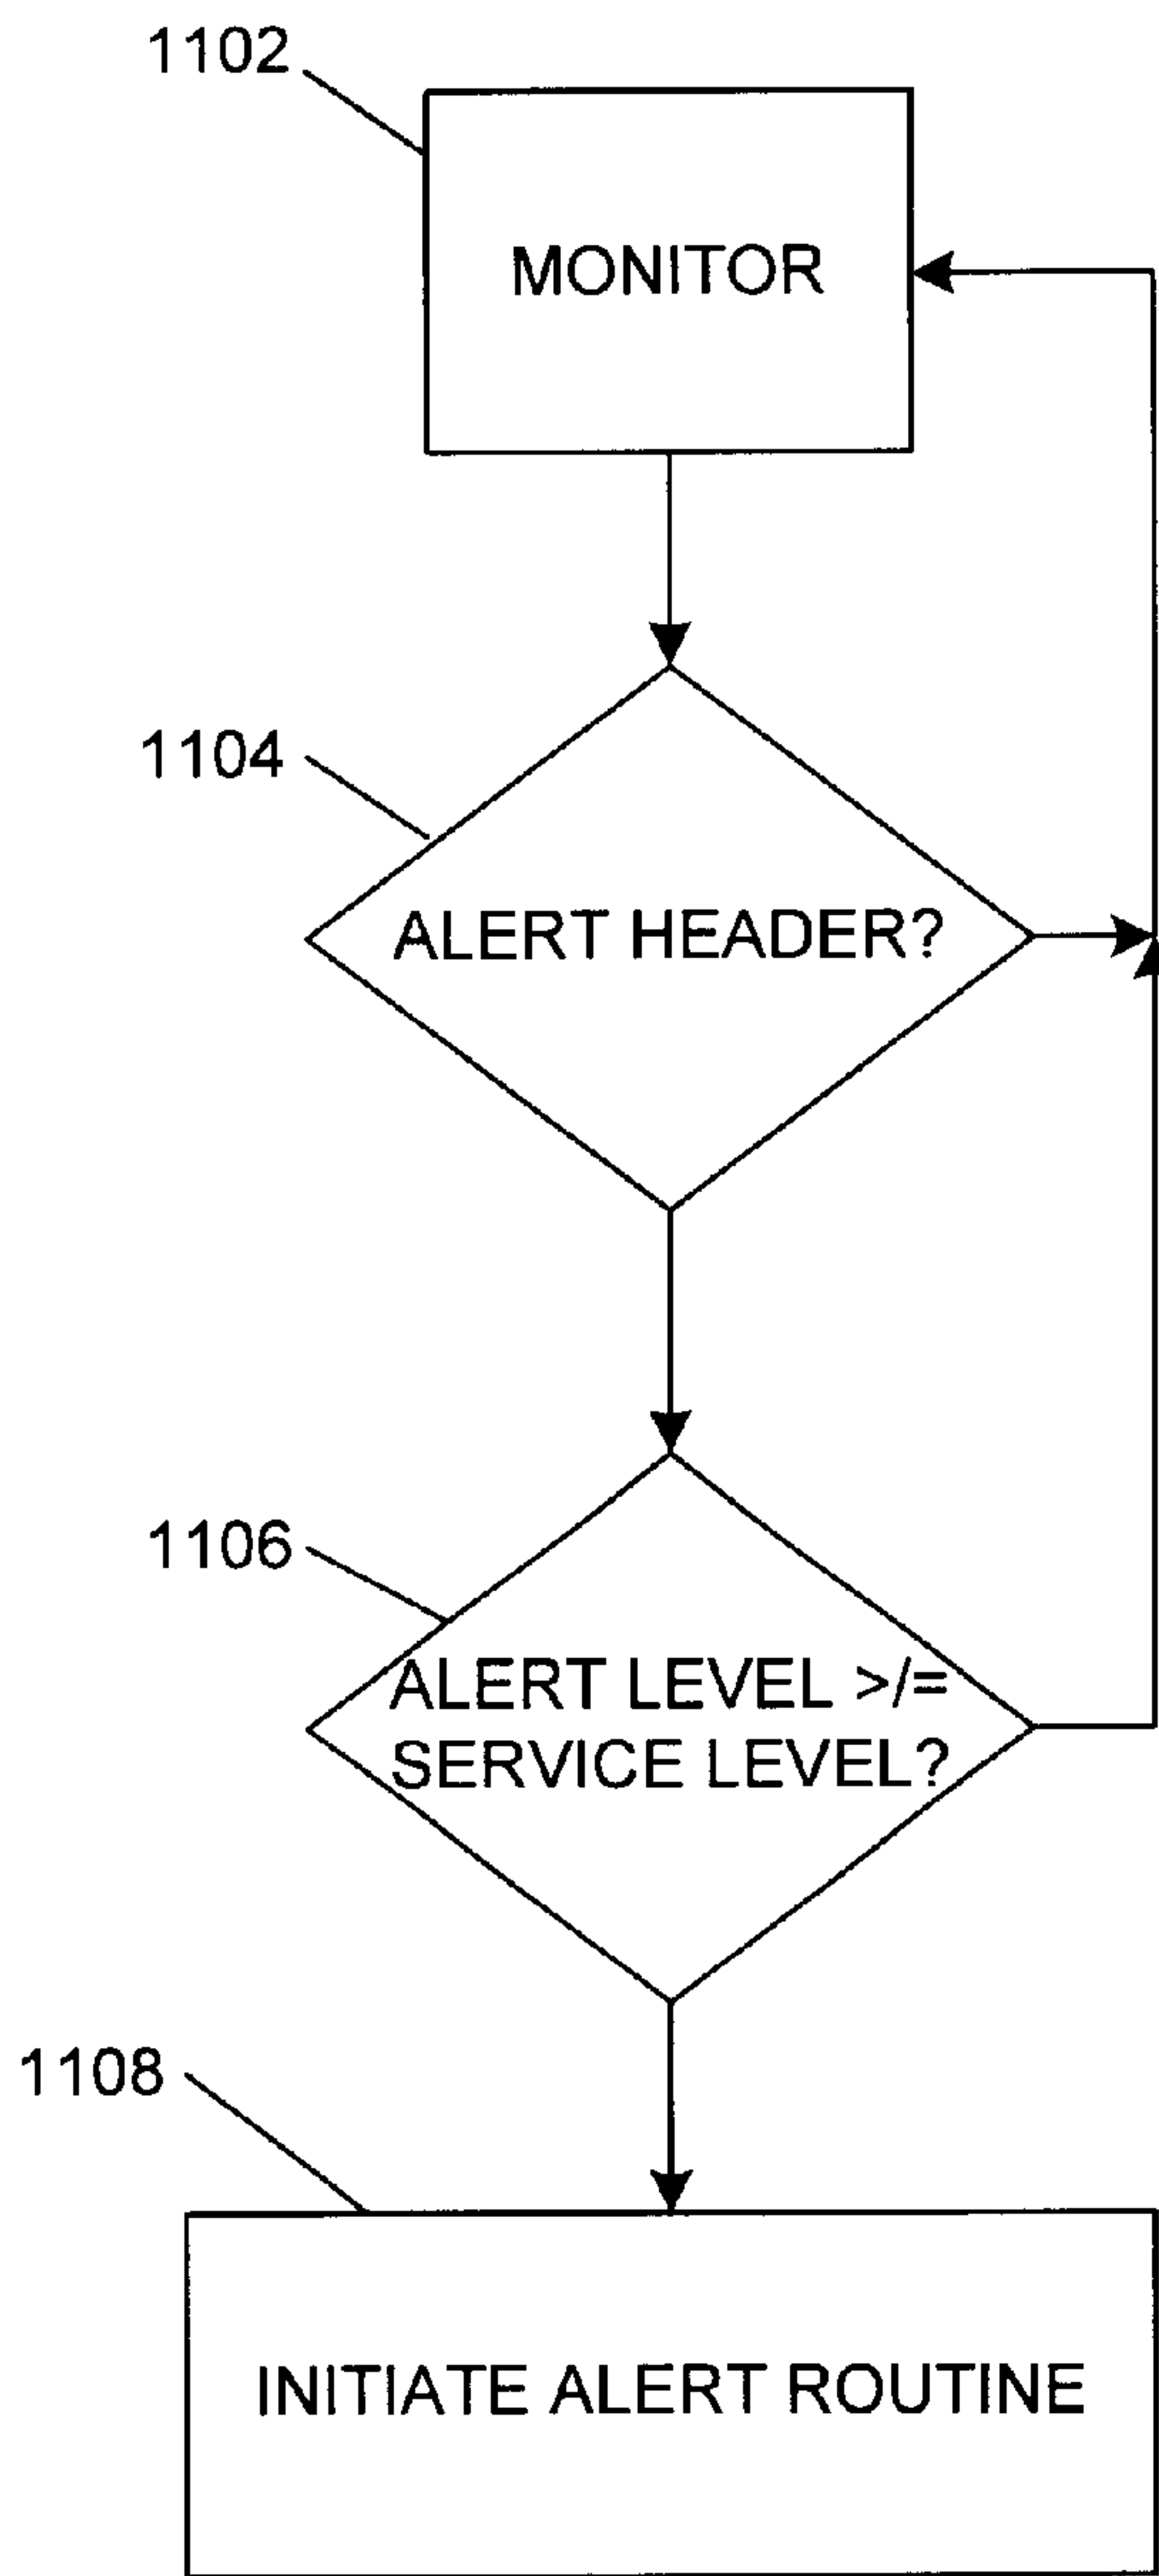 1102
MONITOR
1104
ALERT HEADER?
1106
ALERT LEVEL >/=
SERVICE LEVEL?
1108
INITIATE ALERT ROUTINE